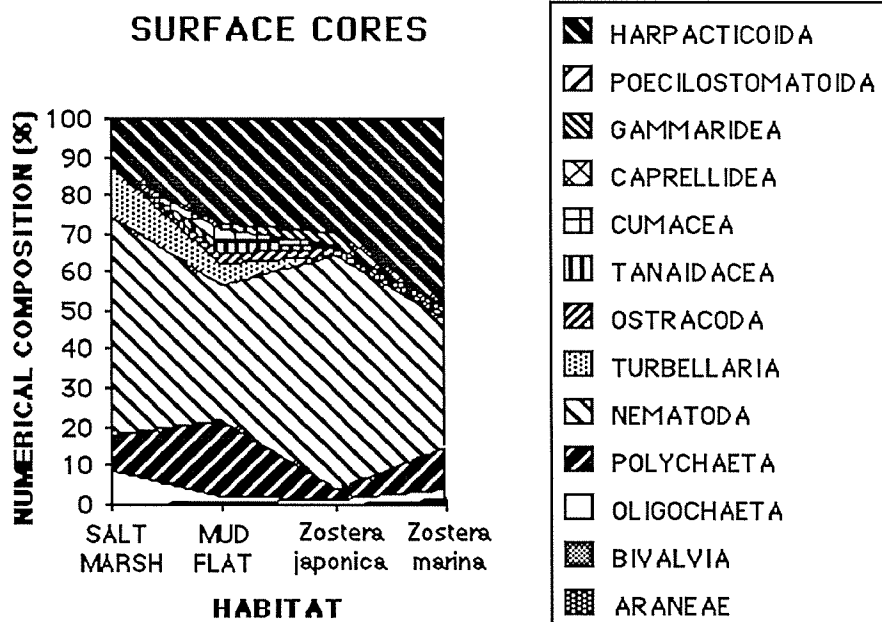 SURFACE CORES
NUMERICAL COMPOSITION (%)
100
90
80
70
60
50
40
30
20
10
0
SALT MARSH
MUD FLAT
Zostera japonica
Zostera marina
HABITAT
HARPACTICOIDA
POECILOSTOMATOIDA
GAMMARIDEA
CAPRELLIDEA
CUMACEA
TANAIDACEA
OSTRACODA
TURBELLARIA
NEMATODA
POLYCHAETA
OLIGOCHAETA
BIVALVIA
ARANEAE